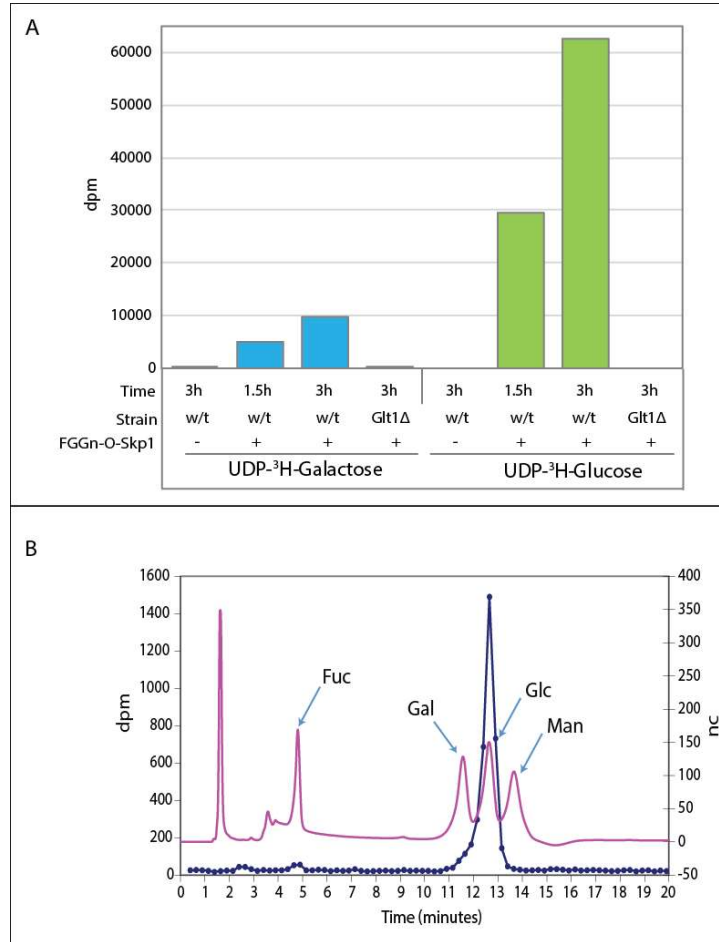 A
60000
50000
40000
30000
20000
10000
0
dpm
Time 3h 1.5h 3h 3h 3h 1.5h 3h 3h
Strain w/t w/t w/t Glt1Δ w/t w/t w/t Glt1Δ
FGGn-O-Skp1 - + + + - + + +
UDP-³H-Galactose UDP-³H-Glucose
B
1600 400
1400 350
1200 300
1000 250
800 200
600 150
400 100
200 50
0 0
-50
dpm
nc
Fuc
Gal
Glc
Man
0 1 2 3 4 5 6 7 8 9 10 11 12 13 14 15 16 17 18 19 20
Time (minutes)